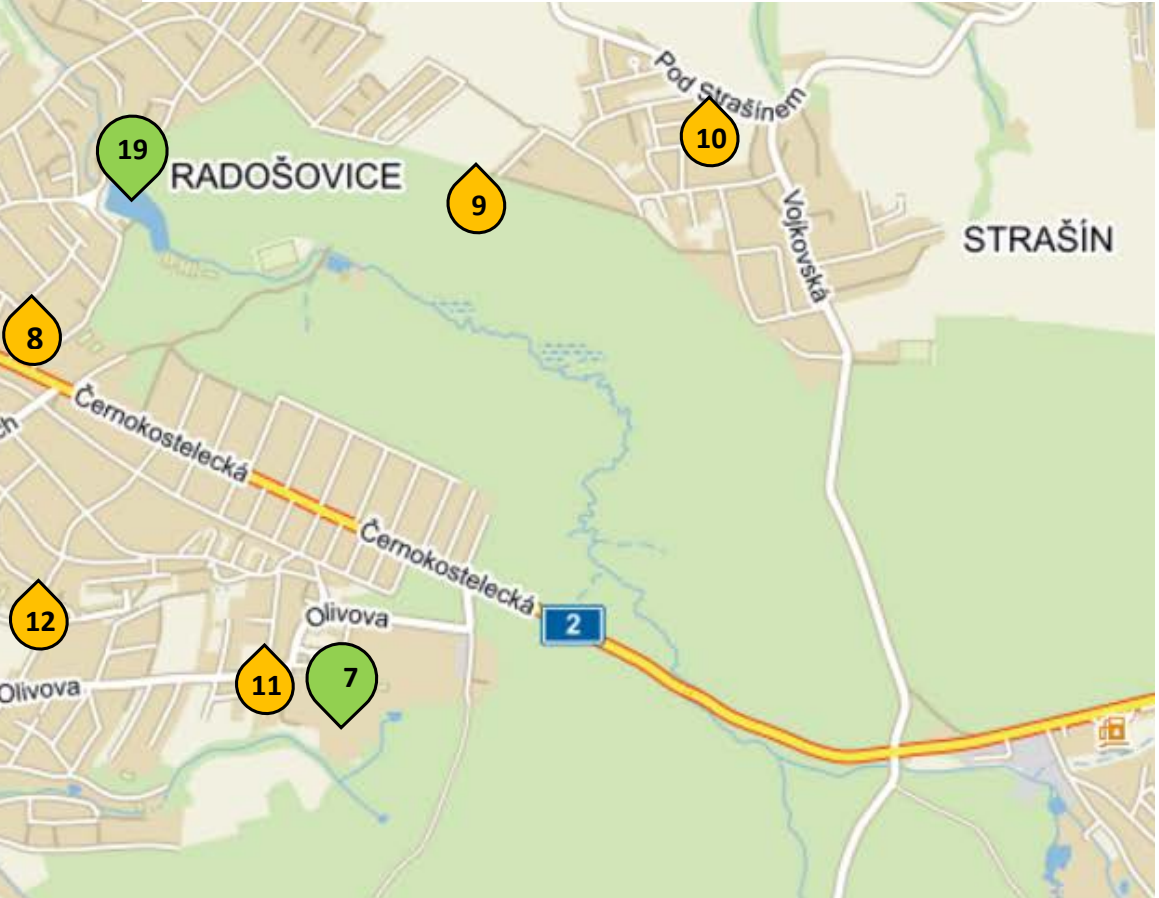 Pod Strašínem
10
19
RADOŠOVICE
9
Vojkovská
STRAŠÍN
8
Černokostelecká
ch
Černokostelecká
12
Olivova
2
11
7
Olivova